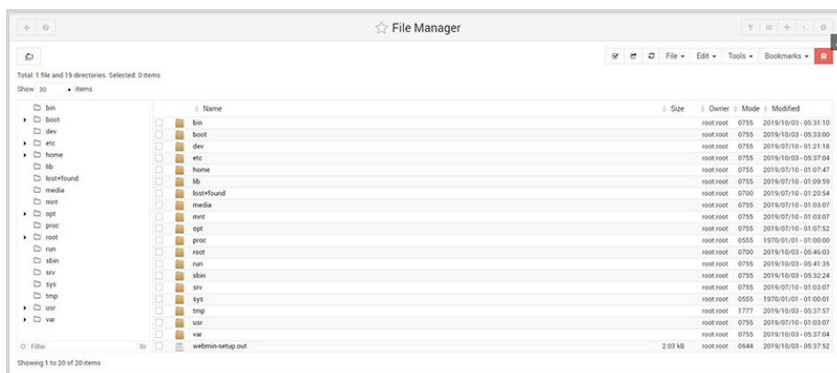 File Manager
File Edit Tools Bookmarks
Total: 1 file and 19 directories. Selected: 0 items
Show 30 items
bin
boot
dev
etc
home
lib
lost+found
media
mnt
opt
proc
root
run
sbin
srv
sys
tmp
usr
var
Filter
Name Size Owner Mode Modified
bin root:root 0755 2019/10/03 - 05:31:10
boot root:root 0755 2019/10/03 - 05:33:00
dev root:root 0755 2019/07/10 - 01:21:18
etc root:root 0755 2019/10/03 - 05:37:04
home root:root 0755 2019/07/10 - 01:07:47
lib root:root 0755 2019/07/10 - 01:09:59
lost+found root:root 0700 2019/07/10 - 01:20:54
media root:root 0755 2019/07/10 - 01:03:07
mnt root:root 0755 2019/07/10 - 01:03:07
opt root:root 0755 2019/07/10 - 01:07:52
proc root:root 0555 1970/01/01 - 01:00:00
root root:root 0700 2019/10/03 - 05:46:03
run root:root 0755 2019/10/03 - 05:41:35
sbin root:root 0755 2019/10/03 - 05:32:24
srv root:root 0755 2019/07/10 - 01:03:07
sys root:root 0555 1970/01/01 - 01:00:01
tmp root:root 1777 2019/10/03 - 05:37:57
usr root:root 0755 2019/07/10 - 01:03:07
var root:root 0755 2019/10/03 - 05:37:04
webmin-setup.out 2.03 kB root:root 0644 2019/10/03 - 05:37:52
Showing 1 to 20 of 20 items